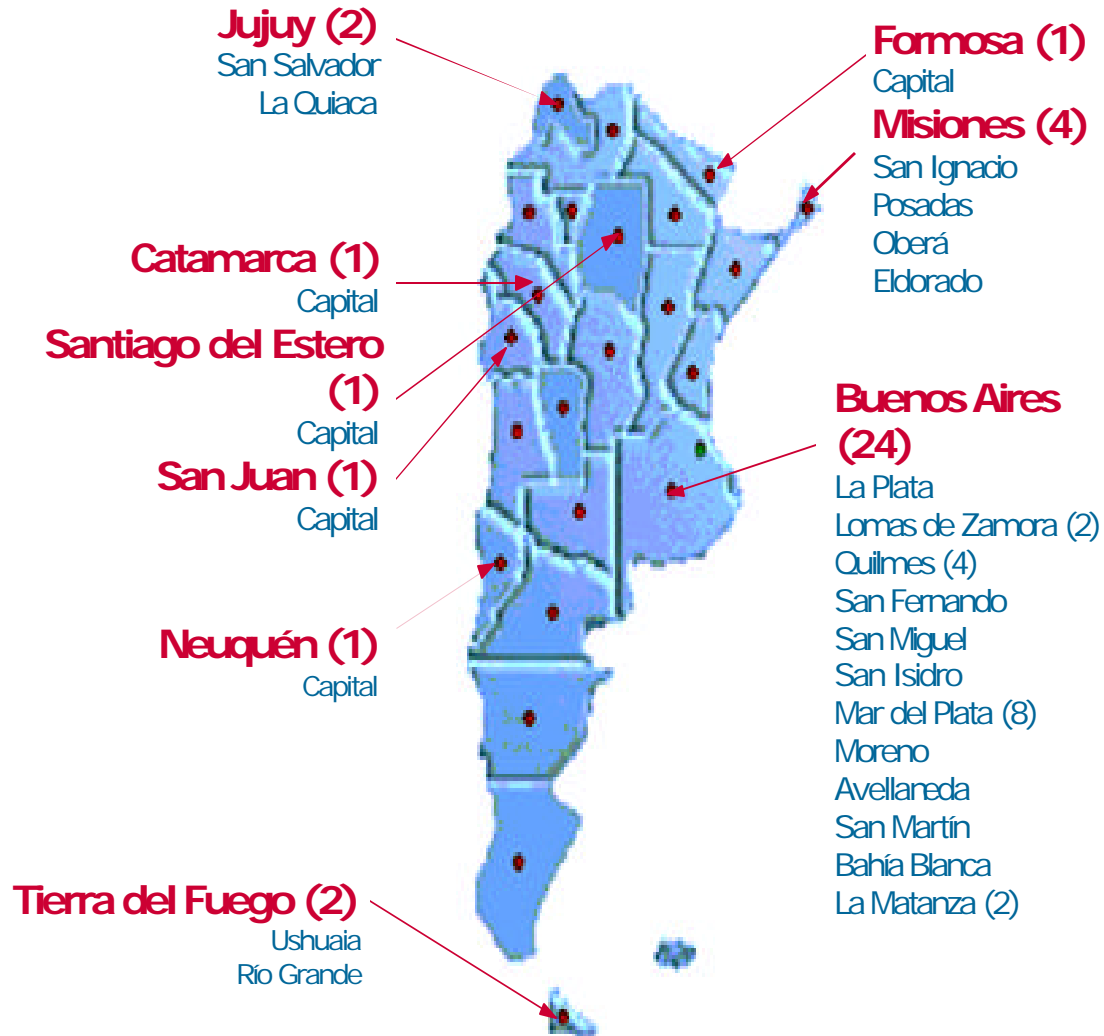 Jujuy (2)
San Salvador
La Quiaca
Formosa (1)
Capital
Misiones (4)
San Ignacio
Posadas
Oberá
Eldorado
Catamarca (1)
Capital
Santiago del Estero
(1)
Capital
San Juan (1)
Capital
Neuquén (1)
Capital
Buenos Aires
(24)
La Plata
Lomas de Zamora (2)
Quilmes (4)
San Fernando
San Miguel
San Isidro
Mar del Plata (8)
Moreno
Avellaneda
San Martín
Bahía Blanca
La Matanza (2)
Tierra del Fuego (2)
Ushuaia
Río Grande